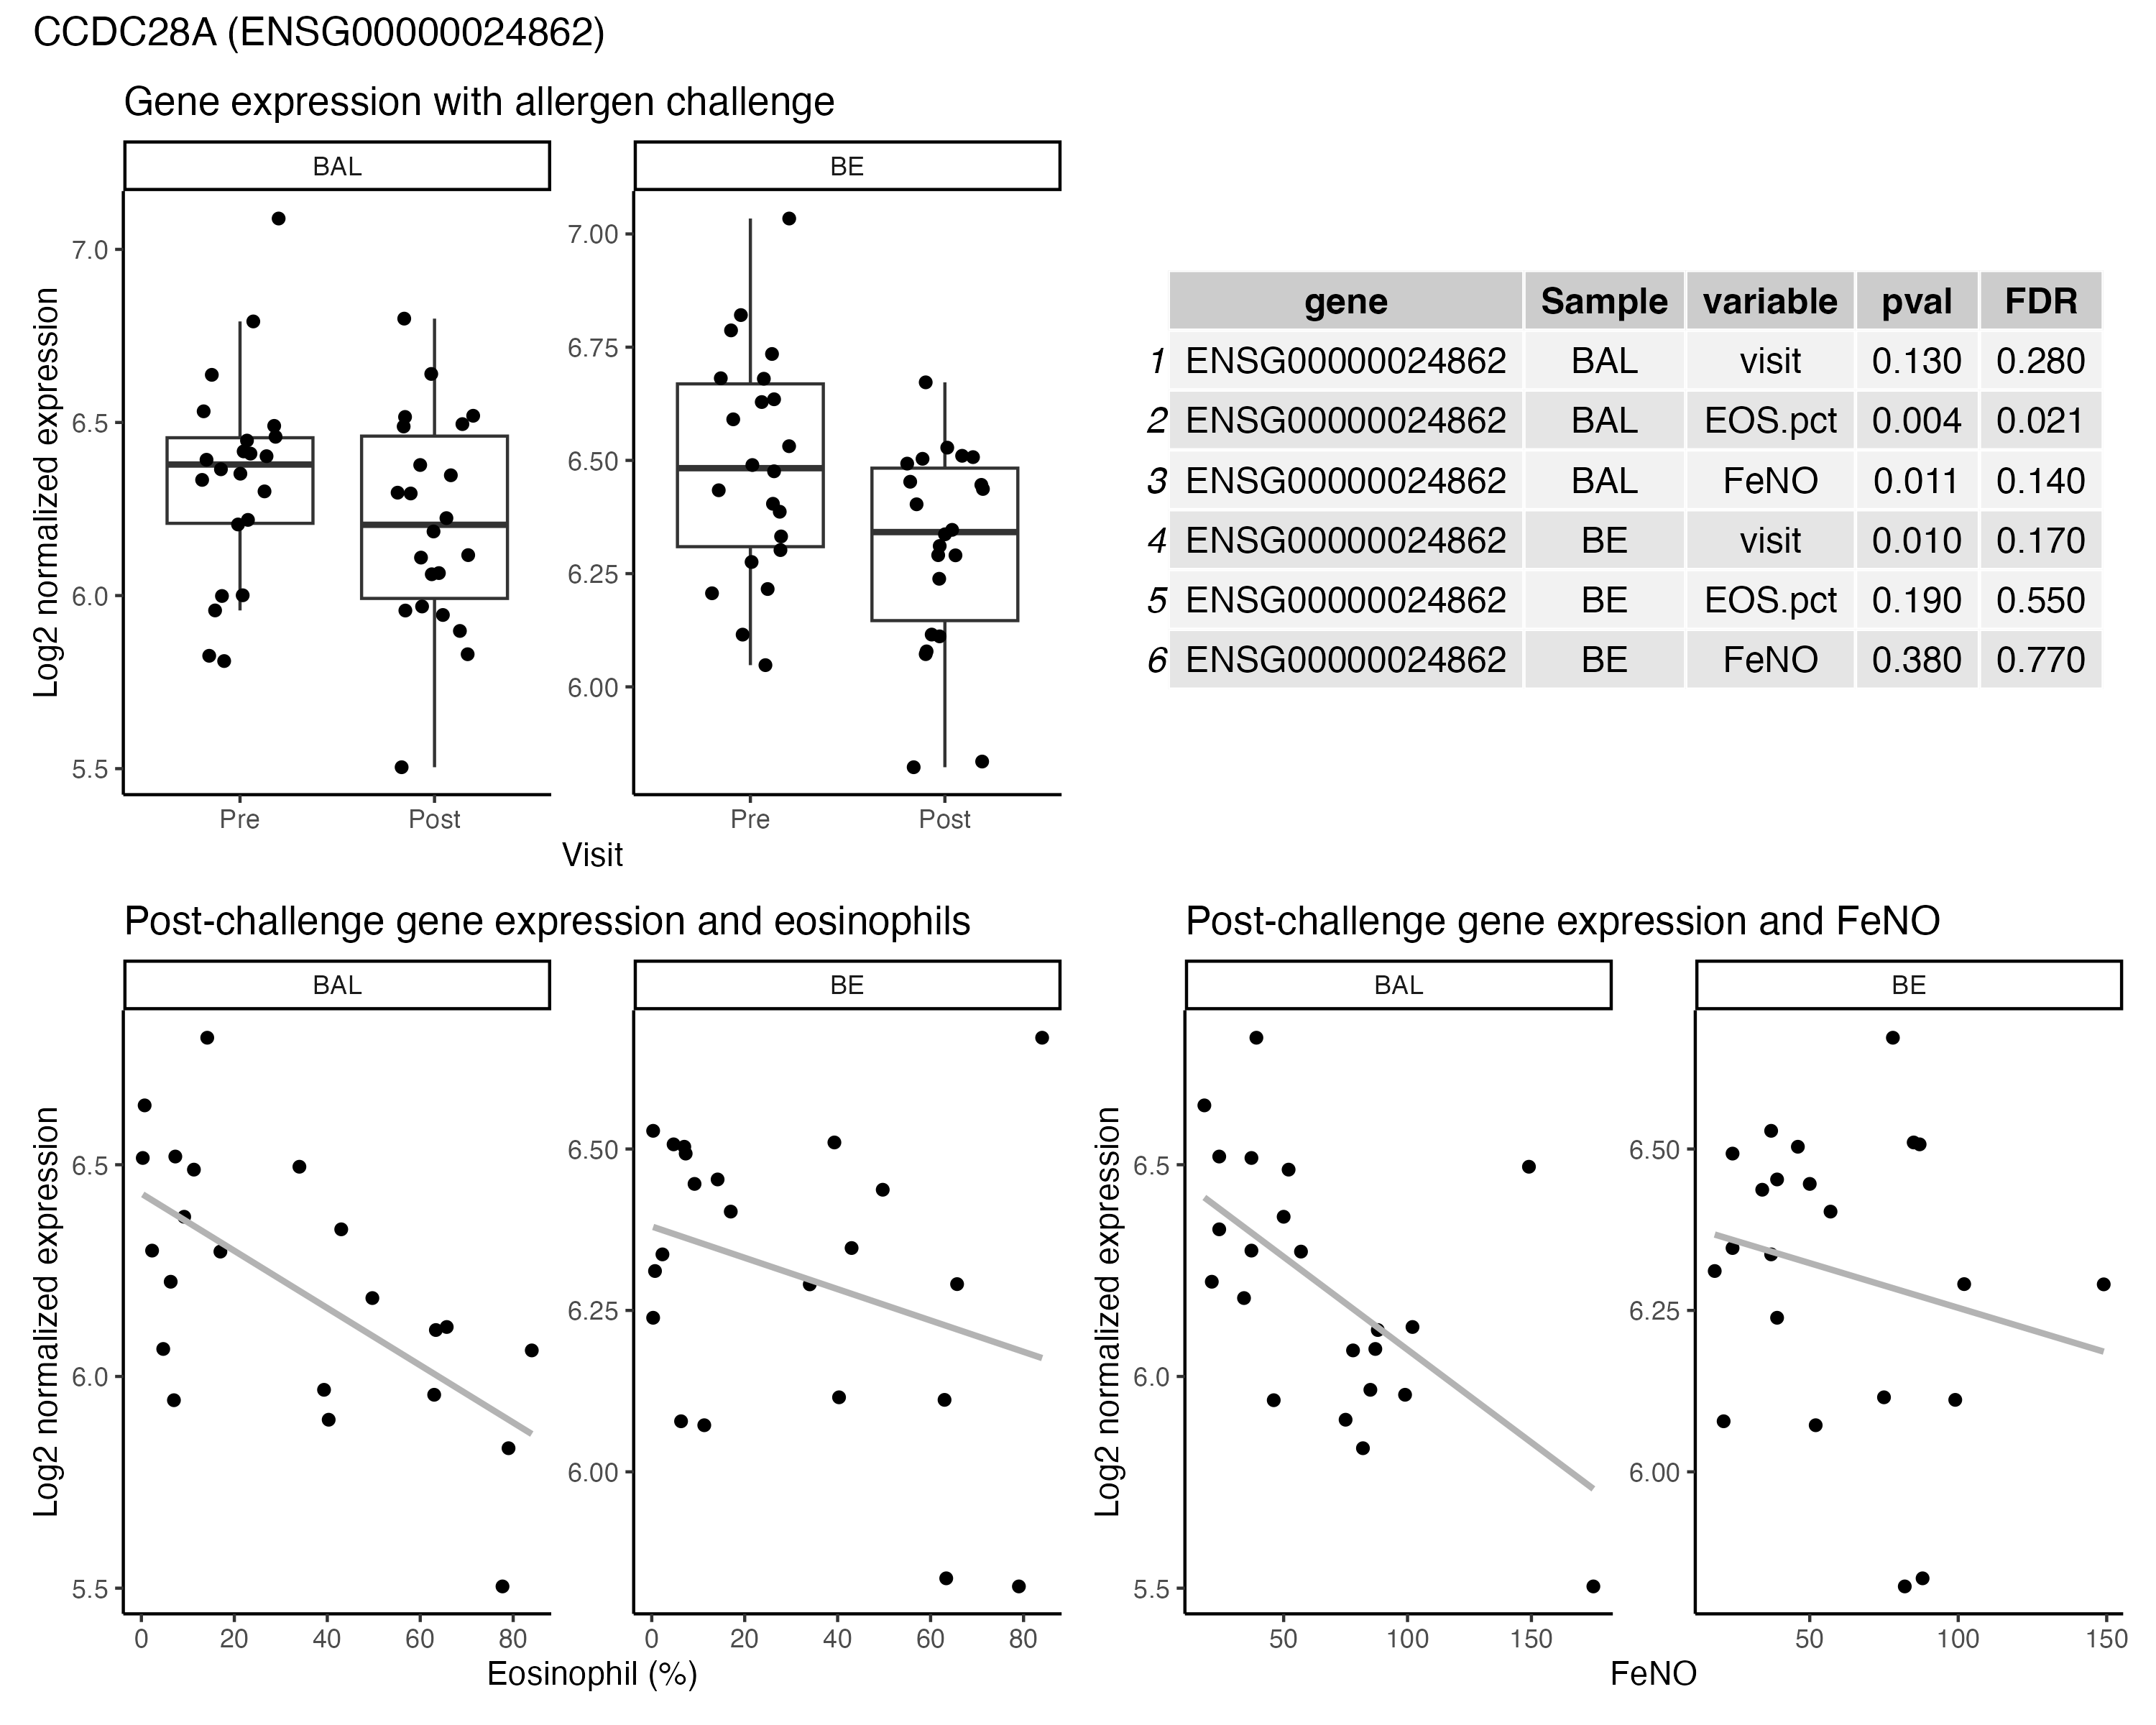 CCDC28A (ENSG00000024862)
Gene expression with allergen challenge
BAL
BE
Log2 normalized expression
7.0
6.5
6.0
5.5
7.00
6.75
6.50
6.25
6.00
Pre
Post
Pre
Post
Visit
gene Sample variable pval FDR
1 ENSG00000024862 BAL visit 0.130 0.280
2 ENSG00000024862 BAL EOS.pct 0.004 0.021
3 ENSG00000024862 BAL FeNO 0.011 0.140
4 ENSG00000024862 BE visit 0.010 0.170
5 ENSG00000024862 BE EOS.pct 0.190 0.550
6 ENSG00000024862 BE FeNO 0.380 0.770
Post-challenge gene expression and eosinophils
BAL
BE
Log2 normalized expression
6.5
6.0
5.5
6.50
6.25
6.00
0 20 40 60 80
0 20 40 60 80
Eosinophil (%)
Post-challenge gene expression and FeNO
BAL
BE
Log2 normalized expression
6.5
6.0
5.5
6.50
6.25
6.00
50 100 150
50 100 150
FeNO